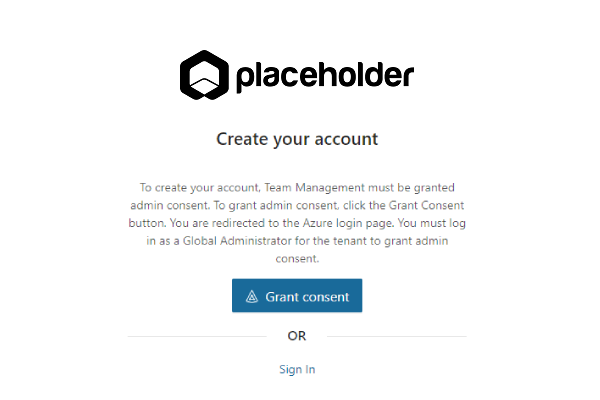 placeholder
Create your account
To create your account, Team Management must be granted
admin consent. To grant admin consent, click the Grant Consent
button. You are redirected to the Azure login page. You must log
in as a Global Administrator for the tenant to grant admin
consent.
Grant consent
OR
Sign In